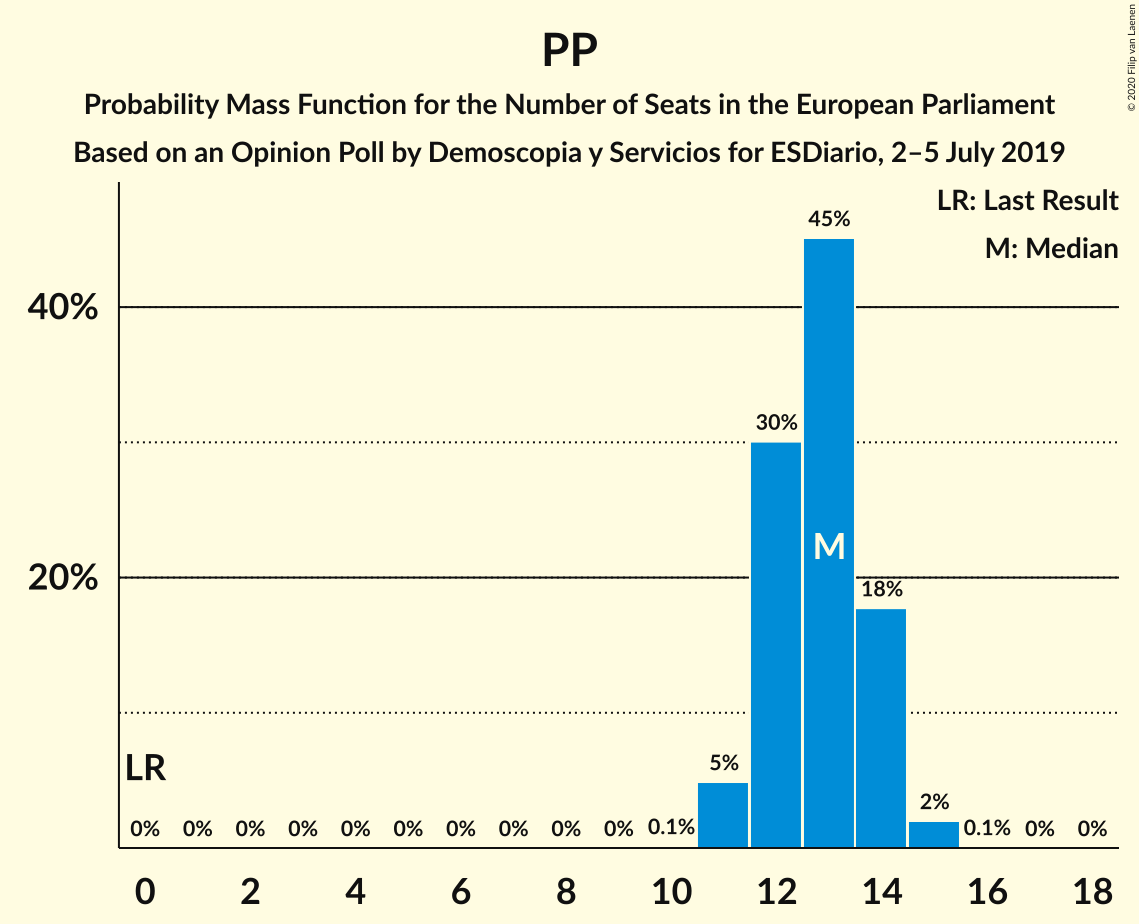 PP
Probability Mass Function for the Number of Seats in the European Parliament
Based on an Opinion Poll by Demoscopia y Servicios for ESDiario, 2–5 July 2019
© 2020 Filip van Laenen
LR: Last Result
M: Median
45%
40%
30%
M
20%
18%
LR
5%
2%
0% 0% 0% 0% 0% 0% 0% 0% 0% 0% 0.1% 0.1% 0% 0%
0 2 4 6 8 10 12 14 16 18